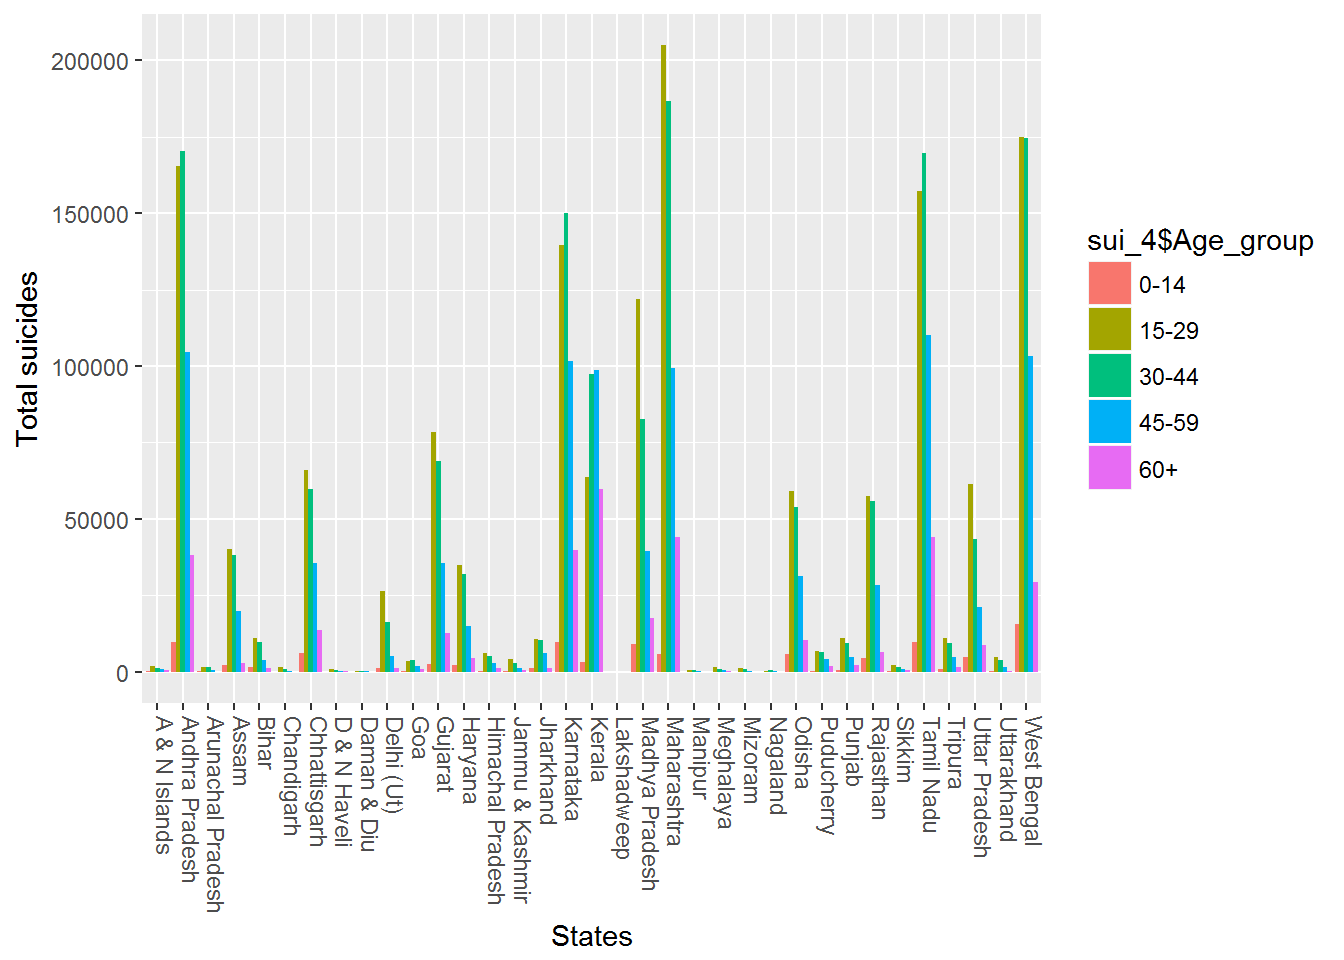 200000
150000
100000
50000
0
Total suicides
A & N Islands
Andhra Pradesh
Arunachal Pradesh
Assam
Bihar
Chandigarh
Chhattisgarh
D & N Haveli
Daman & Diu
Delhi (Ut)
Goa
Gujarat
Haryana
Himachal Pradesh
Jammu & Kashmir
Jharkhand
Karnataka
Kerala
Lakshadweep
Madhya Pradesh
Maharashtra
Manipur
Meghalaya
Mizoram
Nagaland
Odisha
Puducherry
Punjab
Rajasthan
Sikkim
Tamil Nadu
Tripura
Uttar Pradesh
Uttarakhand
West Bengal
States
sui_4$Age_group
0-14
15-29
30-44
45-59
60+